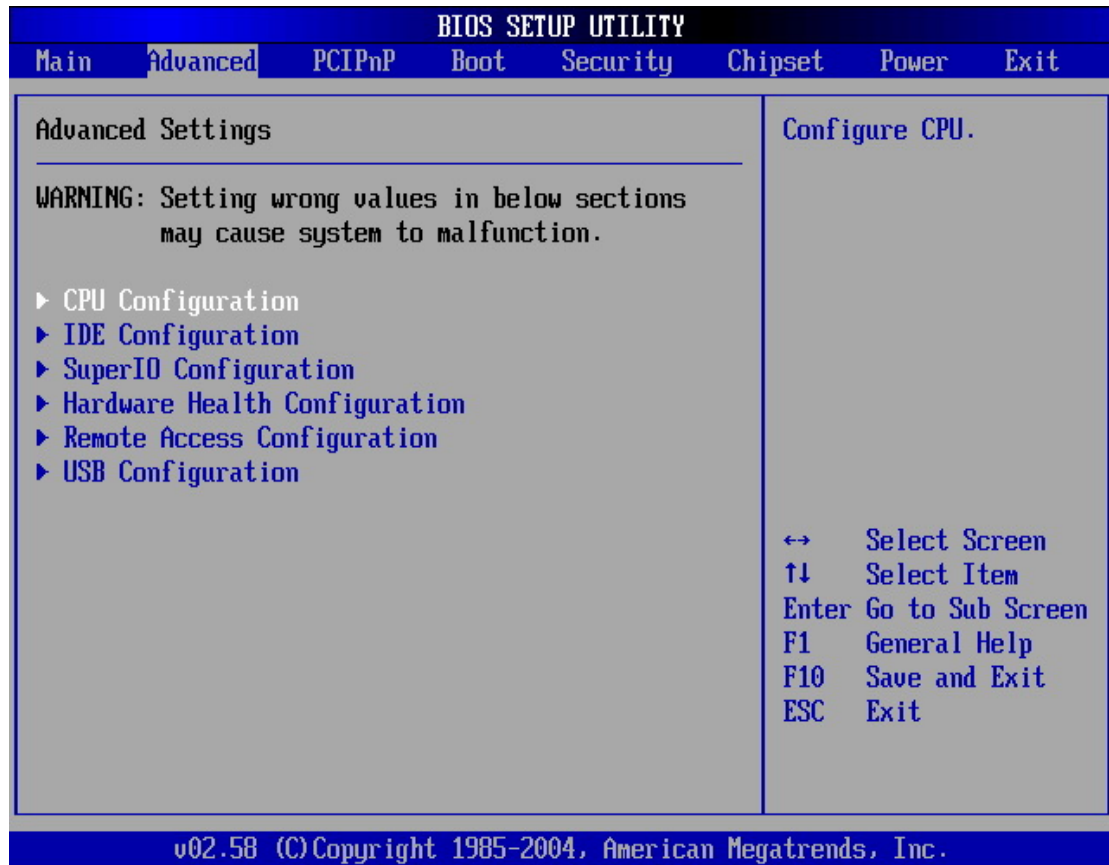 BIOS SETUP UTILITY
Main Advanced PCIPnP Boot Security Chipset Power Exit
Advanced Settings
WARNING: Setting wrong values in below sections
may cause system to malfunction.
▶ CPU Configuration
▶ IDE Configuration
▶ SuperIO Configuration
▶ Hardware Health Configuration
▶ Remote Access Configuration
▶ USB Configuration
Configure CPU.
↔ Select Screen
↑↓ Select Item
Enter Go to Sub Screen
F1 General Help
F10 Save and Exit
ESC Exit
v02.58 (C)Copyright 1985-2004, American Megatrends, Inc.